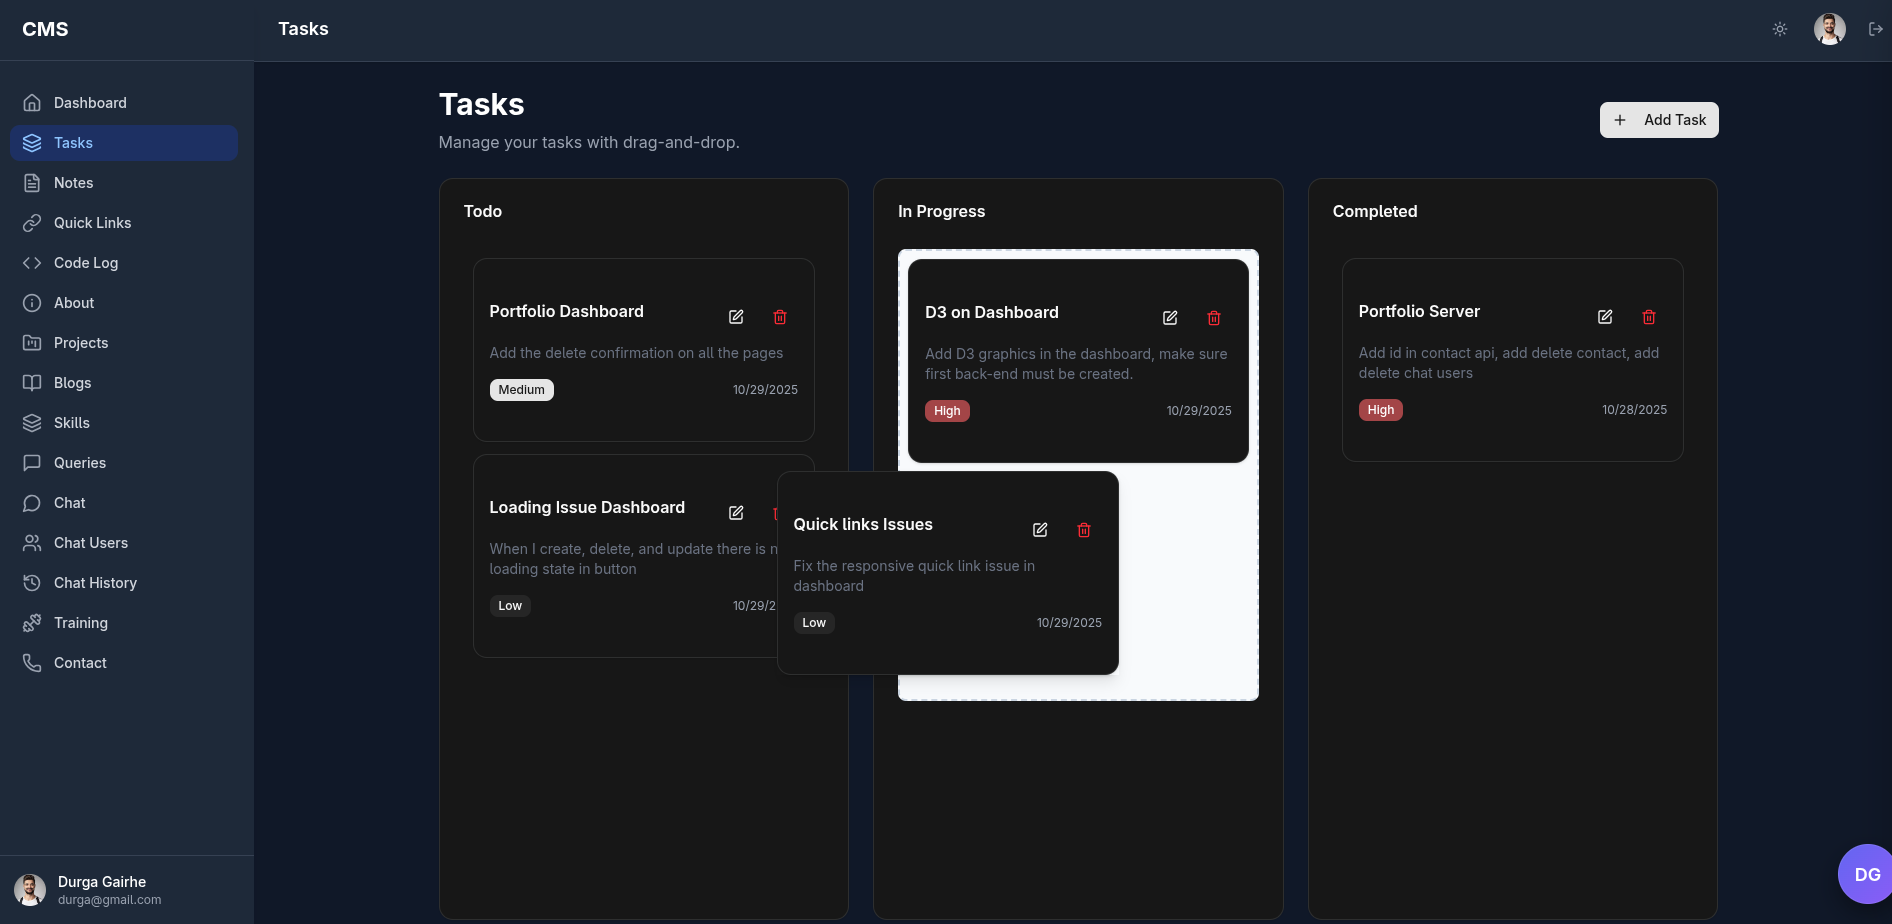 CMS
Dashboard
Tasks
Notes
Quick Links
Code Log
About
Projects
Blogs
Skills
Queries
Chat
Chat Users
Chat History
Training
Contact
Durga Gairhe
durga@gmail.com
Tasks
Tasks
Manage your tasks with drag-and-drop.
Add Task
Todo
Portfolio Dashboard
Add the delete confirmation on all the pages
Medium 10/29/2025
Loading Issue Dashboard
When I create, delete, and update there is
loading state in button
Low
In Progress
D3 on Dashboard
Add D3 graphics in the dashboard, make sure
first back-end must be created.
High 10/29/2025
Quick links Issues
Fix the responsive quick link issue in
dashboard
Low 10/29/2025
Completed
Portfolio Server
Add id in contact api, add delete contact, add
delete chat users
High 10/28/2025
DG